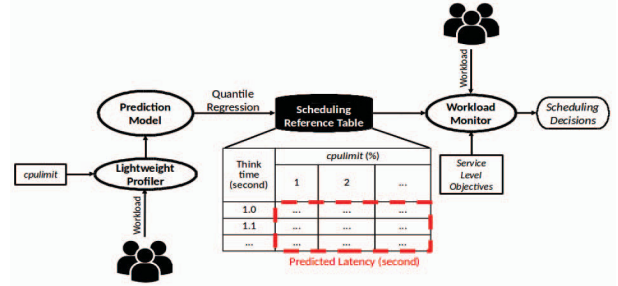 Workload
Quantile
Regression
Prediction
Model
Scheduling
Reference Table
Workload
Monitor
Scheduling
Decisions
cpulimit
Lightweight
Profiler
Workload
Think
time
(second)
cpulimit (%)
1 2 ...
1.0 ... ... ...
1.1 ... ... ...
... ... ... ...
Predicted Latency (second)
Service
Level
Objectives